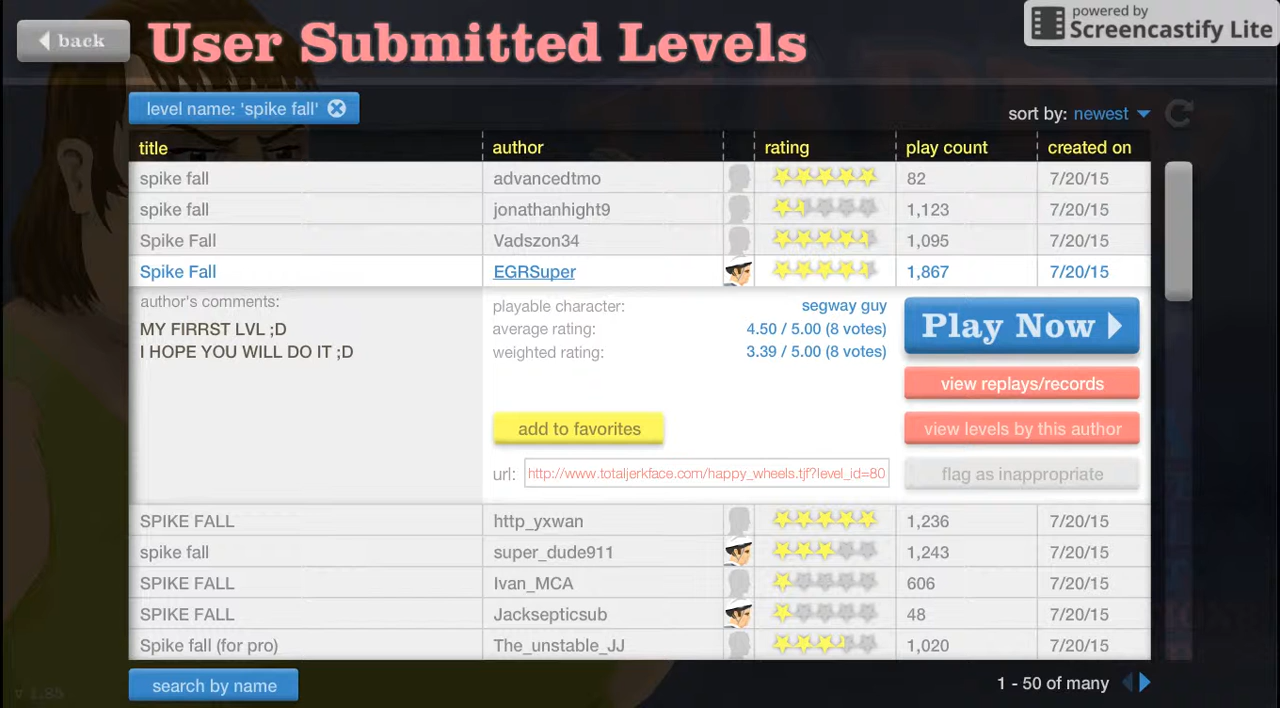 back
User Submitted Levels
powered by
Screencastify Lite
level name: 'spike fall'
sort by: newest
title author rating play count created on
spike fall advancedtmo 82 7/20/15
spike fall jonathanhight9 1,123 7/20/15
Spike Fall Vadszon34 1,095 7/20/15
Spike Fall EGRSuper 1,867 7/20/15
author's comments:
MY FIRRST LVL ;D
I HOPE YOU WILL DO IT ;D
playable character: segway guy
average rating: 4.50 / 5.00 (8 votes)
weighted rating: 3.39 / 5.00 (8 votes)
add to favorites
url: http://www.totaljerkface.com/happy_wheels.tjf?level_id=80
Play Now
view replays/records
view levels by this author
flag as inappropriate
SPIKE FALL http_yxwan 1,236 7/20/15
spike fall super_dude911 1,243 7/20/15
SPIKE FALL Ivan_MCA 606 7/20/15
SPIKE FALL Jacksepticsub 48 7/20/15
Spike fall (for pro) The_unstable_JJ 1,020 7/20/15
search by name
1 - 50 of many
v 1.85